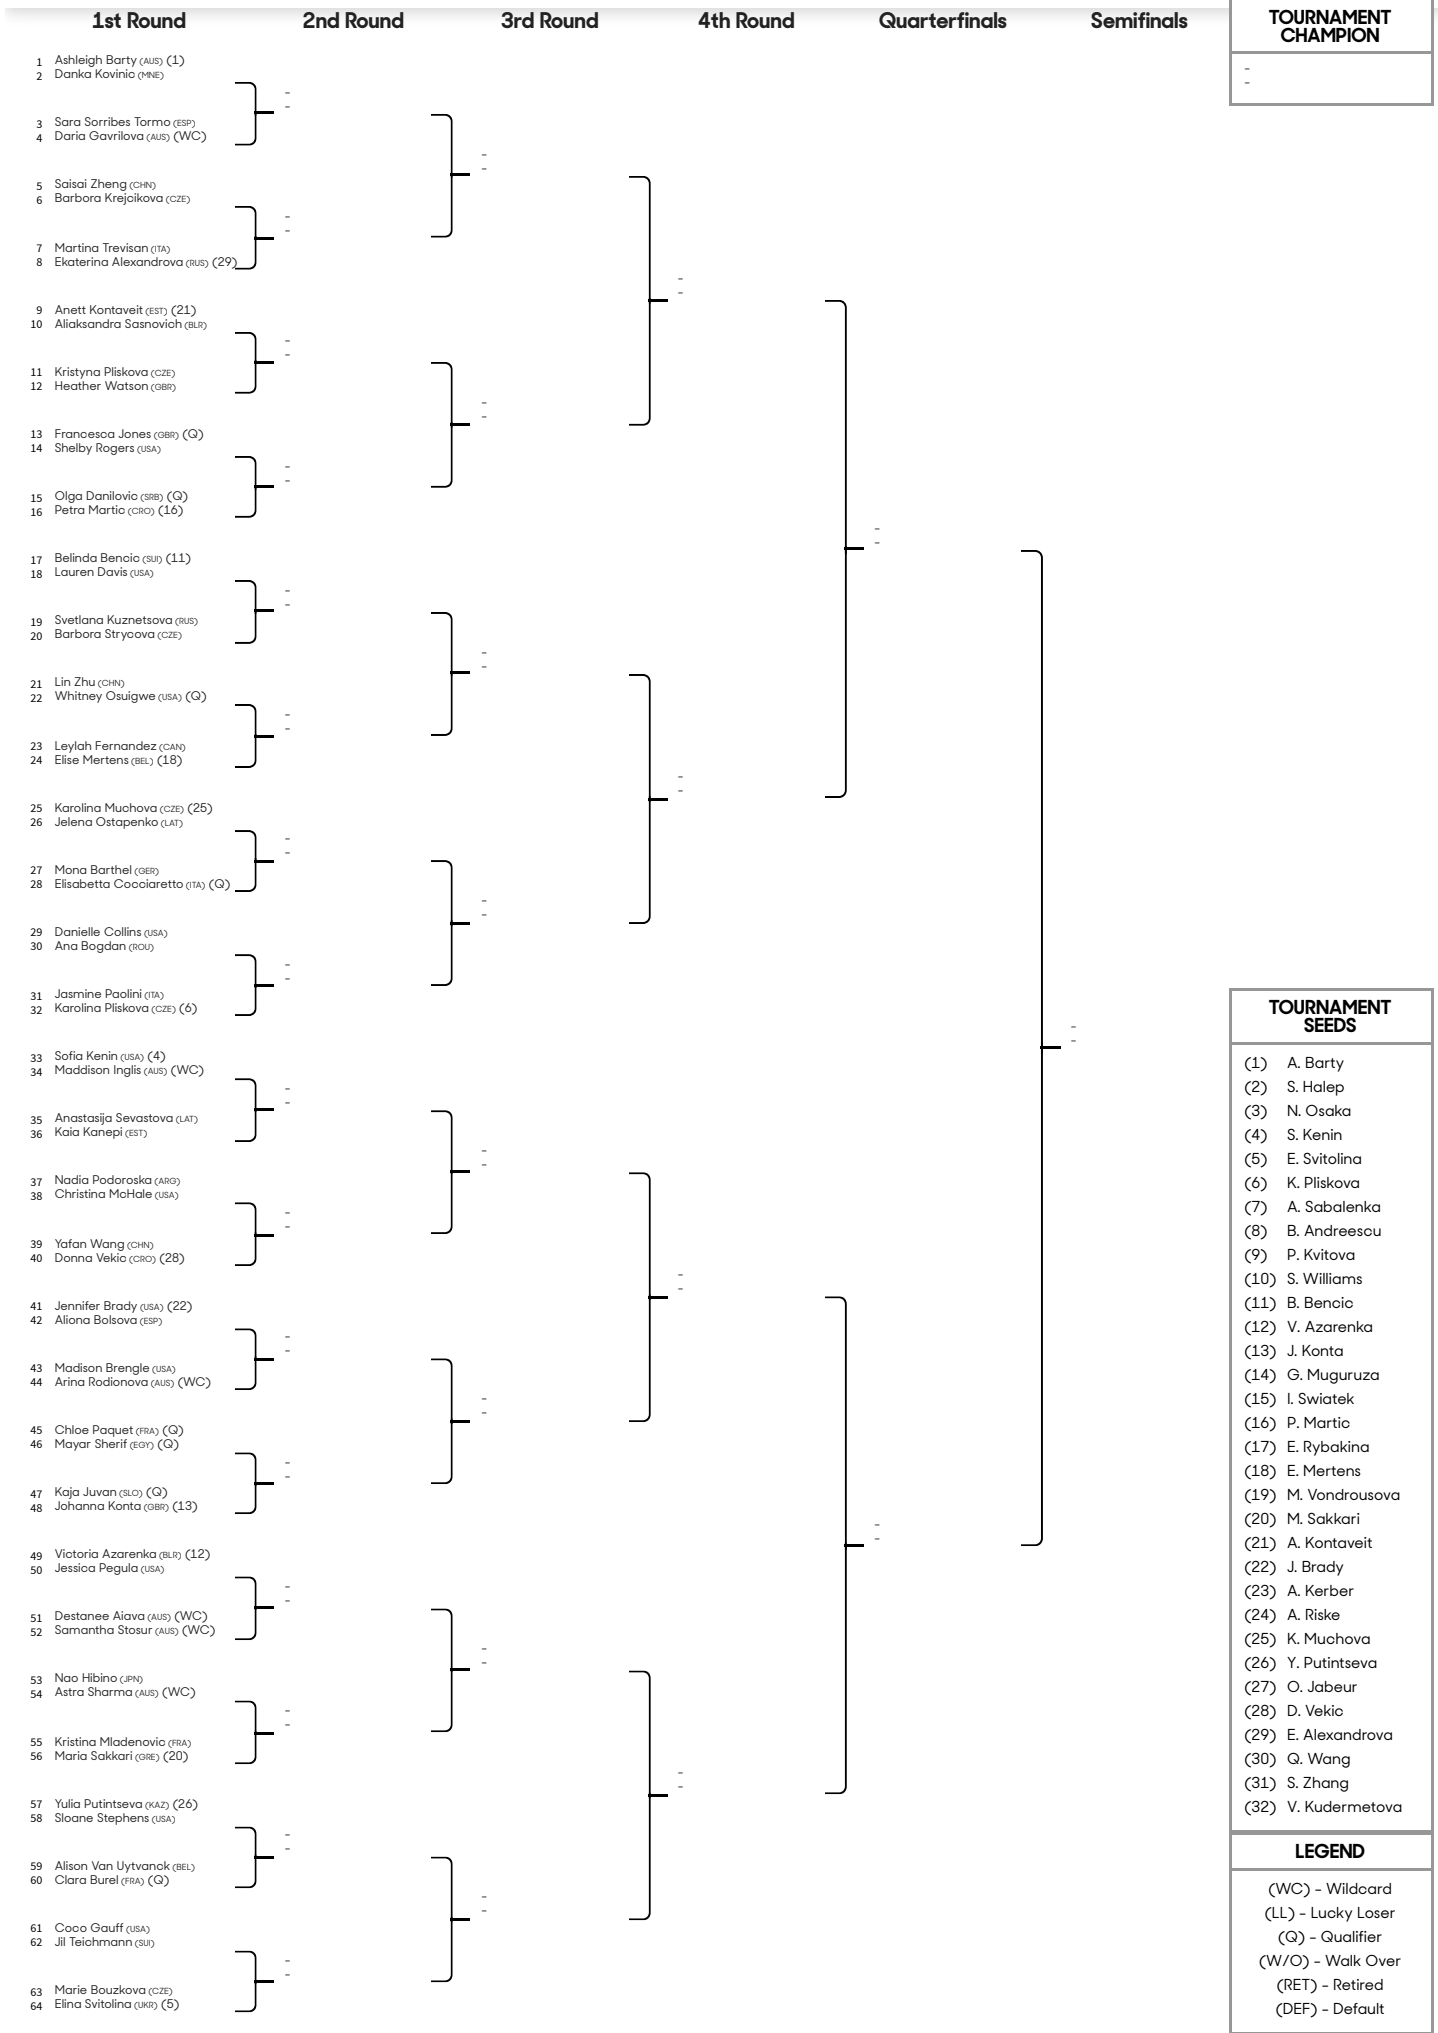 1st Round
2nd Round
3rd Round
4th Round
Quarterfinals
Semifinals
TOURNAMENT
CHAMPION
-
-
1 Ashleigh Barty (AUS) (1)
2 Danka Kovinic (MNE)
3 Sara Sorribes Tormo (ESP)
4 Daria Gavrilova (AUS) (WC)
5 Saisai Zheng (CHN)
6 Barbora Krejcikova (CZE)
7 Martina Trevisan (ITA)
8 Ekaterina Alexandrova (RUS) (29)
9 Anett Kontaveit (EST) (21)
10 Aliaksandra Sasnovich (BLR)
11 Kristyna Pliskova (CZE)
12 Heather Watson (GBR)
13 Francesca Jones (GBR) (Q)
14 Shelby Rogers (USA)
15 Olga Danilovic (SRB) (Q)
16 Petra Martic (CRO) (16)
17 Belinda Bencic (SUI) (11)
18 Lauren Davis (USA)
19 Svetlana Kuznetsova (RUS)
20 Barbora Strycova (CZE)
21 Lin Zhu (CHN)
22 Whitney Osuigwe (USA) (Q)
23 Leylah Fernandez (CAN)
24 Elise Mertens (BEL) (18)
25 Karolina Muchova (CZE) (25)
26 Jelena Ostapenko (LAT)
27 Mona Barthel (GER)
28 Elisabetta Cocciaretto (ITA) (Q)
29 Danielle Collins (USA)
30 Ana Bogdan (ROU)
31 Jasmine Paolini (ITA)
32 Karolina Pliskova (CZE) (6)
33 Sofia Kenin (USA) (4)
34 Maddison Inglis (AUS) (WC)
35 Anastasija Sevastova (LAT)
36 Kaia Kanepi (EST)
37 Nadia Podoroska (ARG)
38 Christina McHale (USA)
39 Yafan Wang (CHN)
40 Donna Vekic (CRO) (28)
41 Jennifer Brady (USA) (22)
42 Aliona Bolsova (ESP)
43 Madison Brengle (USA)
44 Arina Rodionova (AUS) (WC)
45 Chloe Paquet (FRA) (Q)
46 Mayar Sherif (EGY) (Q)
47 Kaja Juvan (SLO) (Q)
48 Johanna Konta (GBR) (13)
49 Victoria Azarenka (BLR) (12)
50 Jessica Pegula (USA)
51 Destanee Aiava (AUS) (WC)
52 Samantha Stosur (AUS) (WC)
53 Nao Hibino (JPN)
54 Astra Sharma (AUS) (WC)
55 Kristina Mladenovic (FRA)
56 Maria Sakkari (GRE) (20)
57 Yulia Putintseva (KAZ) (26)
58 Sloane Stephens (USA)
59 Alison Van Uytvanck (BEL)
60 Clara Burel (FRA) (Q)
61 Coco Gauff (USA)
62 Jil Teichmann (SUI)
63 Marie Bouzkova (CZE)
64 Elina Svitolina (UKR) (5)
TOURNAMENT
SEEDS
(1) A. Barty
(2) S. Halep
(3) N. Osaka
(4) S. Kenin
(5) E. Svitolina
(6) K. Pliskova
(7) A. Sabalenka
(8) B. Andreescu
(9) P. Kvitova
(10) S. Williams
(11) B. Bencic
(12) V. Azarenka
(13) J. Konta
(14) G. Muguruza
(15) I. Swiatek
(16) P. Martic
(17) E. Rybakina
(18) E. Mertens
(19) M. Vondrousova
(20) M. Sakkari
(21) A. Kontaveit
(22) J. Brady
(23) A. Kerber
(24) A. Riske
(25) K. Muchova
(26) Y. Putintseva
(27) O. Jabeur
(28) D. Vekic
(29) E. Alexandrova
(30) Q. Wang
(31) S. Zhang
(32) V. Kudermetova
LEGEND
(WC) - Wildcard
(LL) - Lucky Loser
(Q) - Qualifier
(W/O) - Walk Over
(RET) - Retired
(DEF) - Default